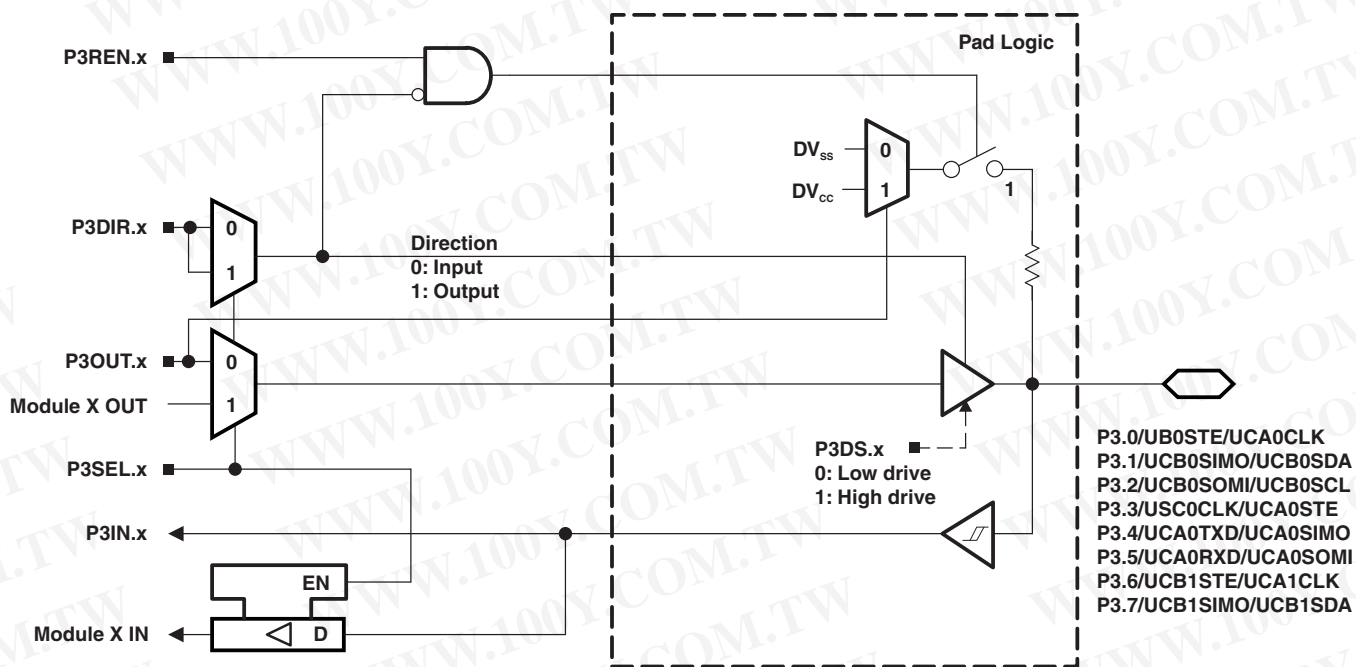 WWW.100Y.COM.TW
Pad Logic
P3REN.x
DVss
0
DVcc
1
1
P3DIR.x
0
1
Direction
0: Input
1: Output
P3OUT.x
0
Module X OUT
1
P3DS.x
0: Low drive
1: High drive
P3SEL.x
P3IN.x
EN
D
Module X IN
P3.0/UB0STE/UCA0CLK
P3.1/UCB0SIMO/UCB0SDA
P3.2/UCB0SOMI/UCB0SCL
P3.3/USC0CLK/UCA0STE
P3.4/UCA0TXD/UCA0SIMO
P3.5/UCA0RXD/UCA0SOMI
P3.6/UCB1STE/UCA1CLK
P3.7/UCB1SIMO/UCB1SDA